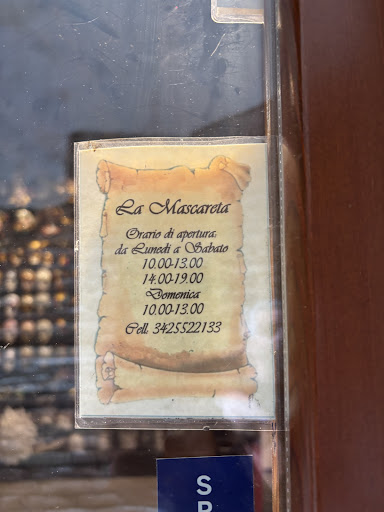 La Mascareta
Orario di apertura:
da Lunedi a Sabato
10.00-13.00
14.00-19.00
Domenica
10.00-13.00
Cell. 3425522133
S